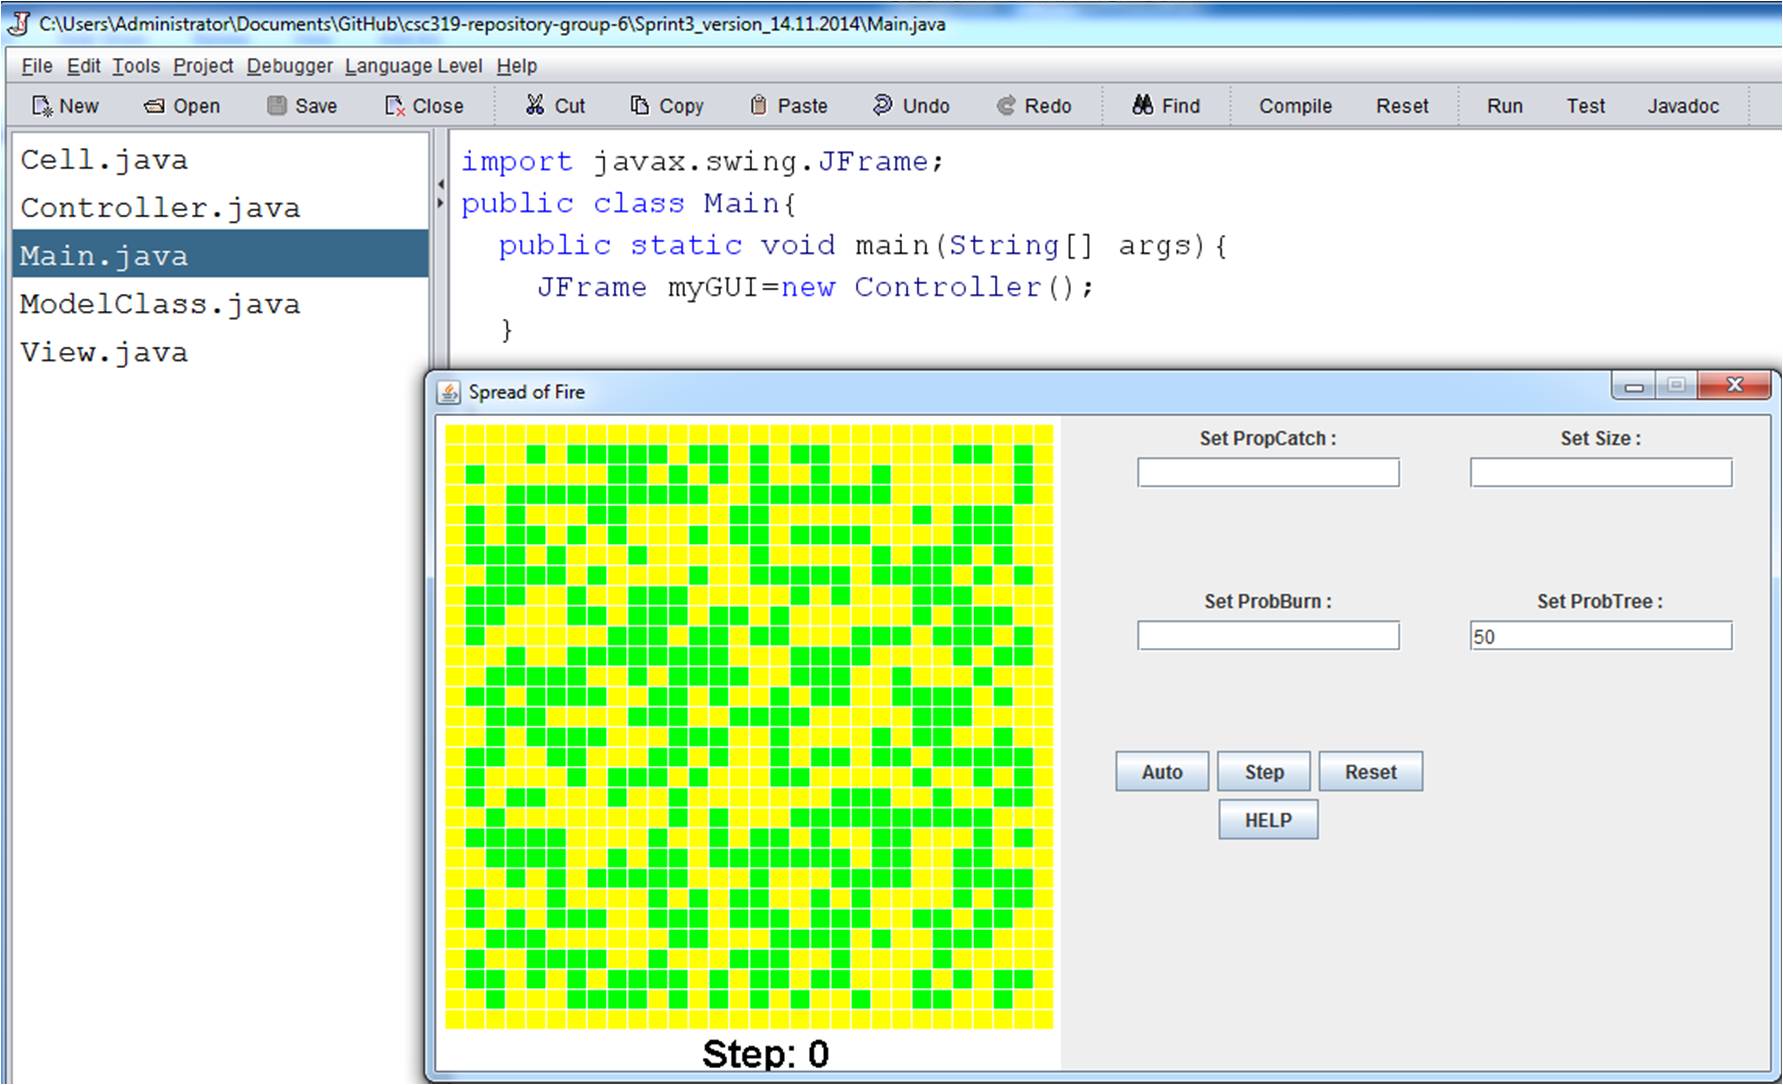 C:\Users\Administrator\Documents\GitHub\csc319-repository-group-6\Sprint3_version_14.11.2014\Main.java
File Edit Tools Project Debugger Language Level Help
New Open Save Close Cut Copy Paste Undo Redo Find Compile Reset Run Test Javadoc
Cell.java
Controller.java
Main.java
ModelClass.java
View.java
import javax.swing.JFrame;
public class Main{
public static void main(String[] args){
JFrame myGUI=new Controller();
}
Spread of Fire
Set PropCatch : Set Size :
Set ProbBurn : Set ProbTree :
50
Auto Step Reset
HELP
Step: 0